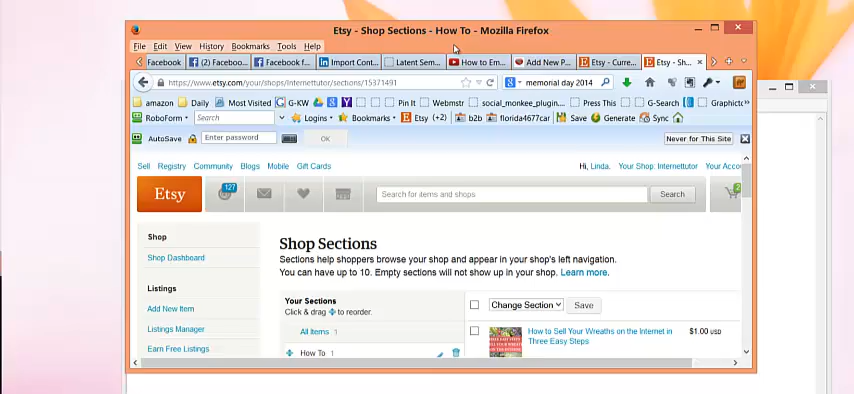 Etsy - Shop Sections - How To - Mozilla Firefox
File Edit View History Bookmarks Tools Help
Facebook (2) Faceboo... Facebook f... Import Cont... Latent Sem... How to Em... Add New P... Etsy - Curre... Etsy - Sh...
https://www.etsy.com/your/shops/Internettutor/sections/15371491 memorial day 2014
amazon Daily Most Visited G-KW Pin It Webmstr social_monkee_plugin... Press This G-Search Graphicto
RoboForm Search Logins Bookmarks Etsy (+2) b2b florida4677car Save Generate Sync
AutoSave Enter password OK Never for This Site
Sell Registry Community Blogs Mobile Gift Cards Hi, Linda. Your Shop: Internettutor Your Accou
Etsy 127 Search for items and shops Search 2
Shop
Shop Sections
Shop Dashboard
Sections help shoppers browse your shop and appear in your shop's left navigation.
You can have up to 10. Empty sections will not show up in your shop. Learn more.
Listings
Your Sections Change Section Save
Add New Item Click & drag to reorder.
Listings Manager All Items 1 How to Sell Your Wreaths on the Internet in $1.00 USD
Three Easy Steps
Earn Free Listings How To 1